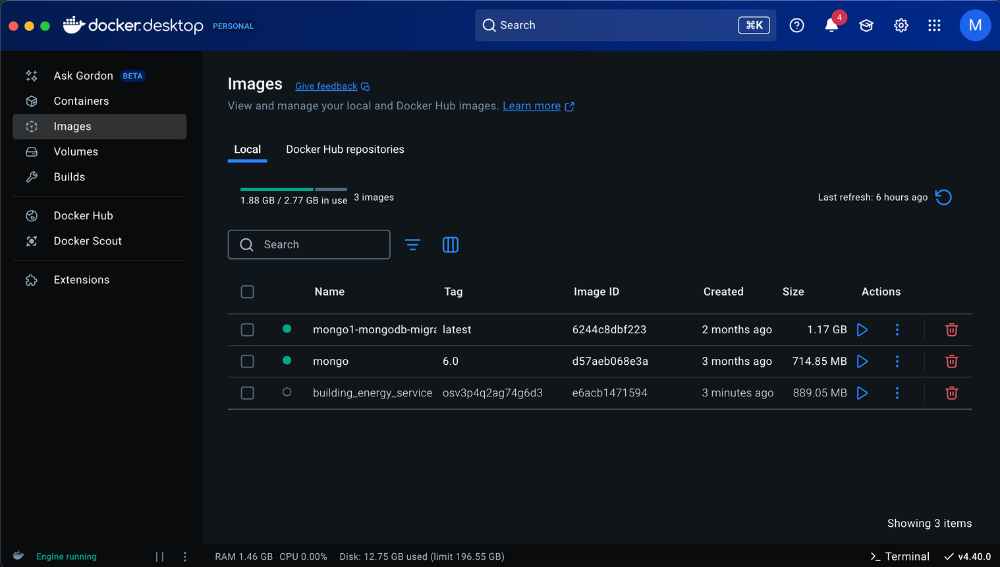 docker.desktop PERSONAL Search ⌘K 4 M
Ask Gordon BETA
Containers
Images
Volumes
Builds
Docker Hub
Docker Scout
Extensions
Images Give feedback
View and manage your local and Docker Hub images. Learn more
Local Docker Hub repositories
1.88 GB / 2.77 GB in use 3 images Last refresh: 6 hours ago
Search
Name Tag Image ID Created Size Actions
mongo1-mongodb-migra latest 6244c8dbf223 2 months ago 1.17 GB
mongo 6.0 d57aeb068e3a 3 months ago 714.85 MB
building_energy_service osv3p4q2ag74g6d3 e6acb1471594 3 minutes ago 889.05 MB
Showing 3 items
Engine running RAM 1.46 GB CPU 0.00% Disk: 12.75 GB used (limit 196.55 GB) >_ Terminal v4.40.0